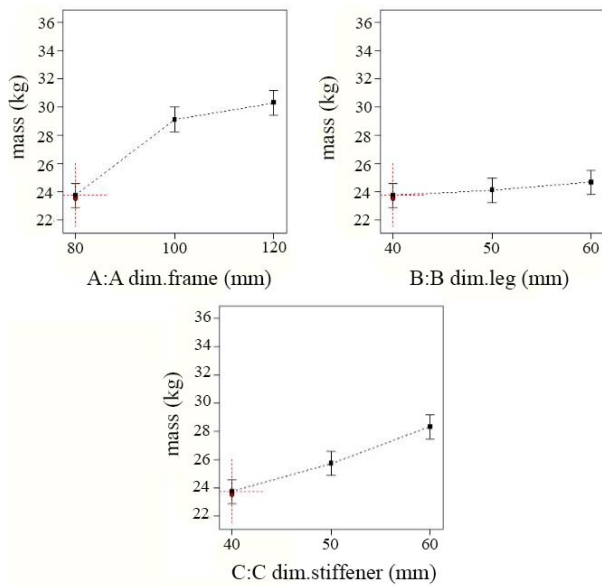 36
34
32
30
28
26
24
22
mass (kg)
80 100 120
A:A dim.frame (mm)
36
34
32
30
28
26
24
22
mass (kg)
40 50 60
B:B dim.leg (mm)
36
34
32
30
28
26
24
22
mass (kg)
40 50 60
C:C dim.stiffener (mm)